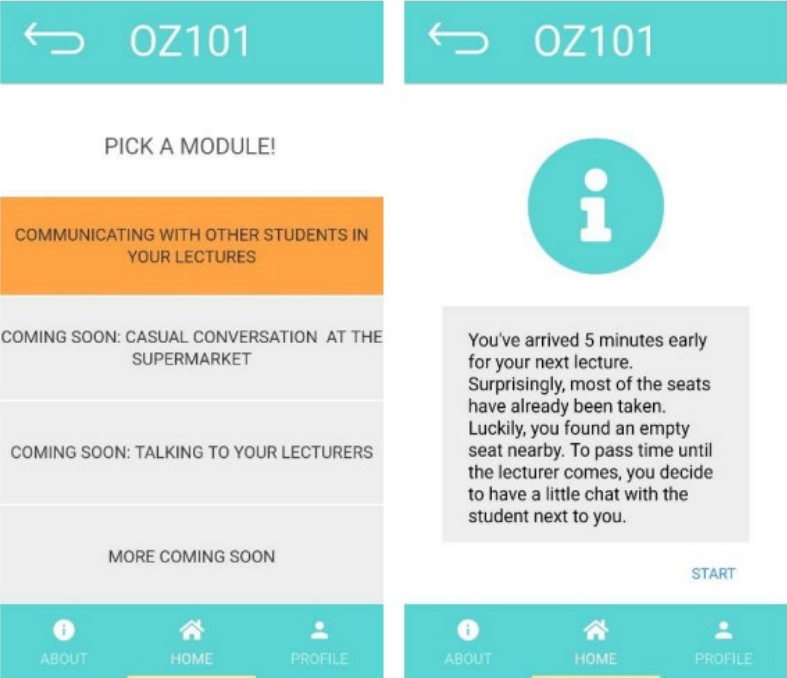 OZ101
PICK A MODULE!
COMMUNICATING WITH OTHER STUDENTS IN
YOUR LECTURES
COMING SOON: CASUAL CONVERSATION AT THE
SUPERMARKET
COMING SOON: TALKING TO YOUR LECTURERS
MORE COMING SOON
ABOUT
HOME
PROFILE
OZ101
You've arrived 5 minutes early
for your next lecture.
Surprisingly, most of the seats
have already been taken.
Luckily, you found an empty
seat nearby. To pass time until
the lecturer comes, you decide
to have a little chat with the
student next to you.
START
ABOUT
HOME
PROFILE